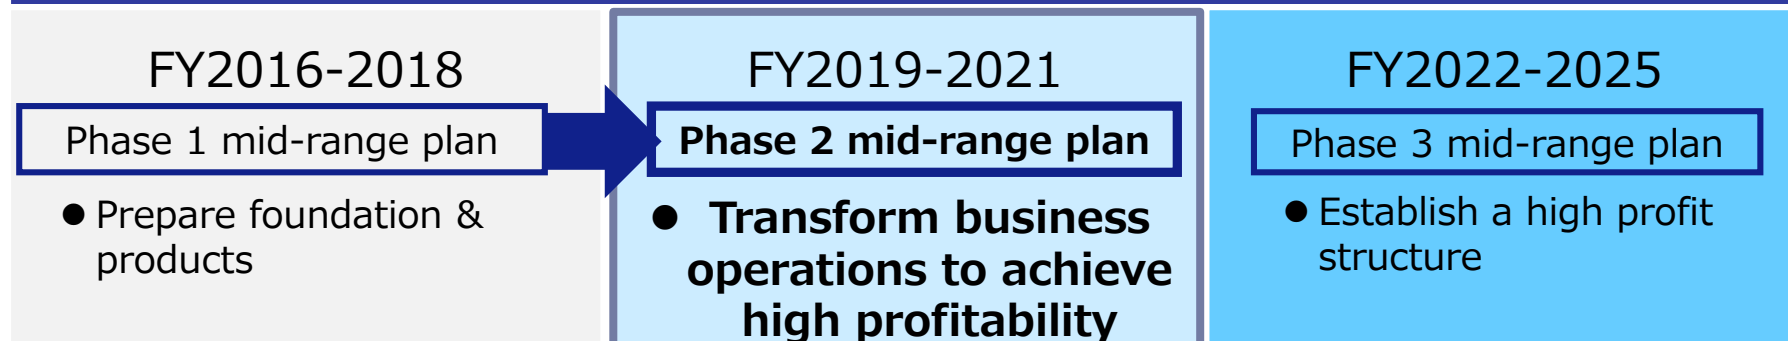 FY2016-2018
Phase 1 mid-range plan
● Prepare foundation &
products
FY2019-2021
Phase 2 mid-range plan
● Transform business
operations to achieve
high profitability
FY2022-2025
Phase 3 mid-range plan
● Establish a high profit
structure